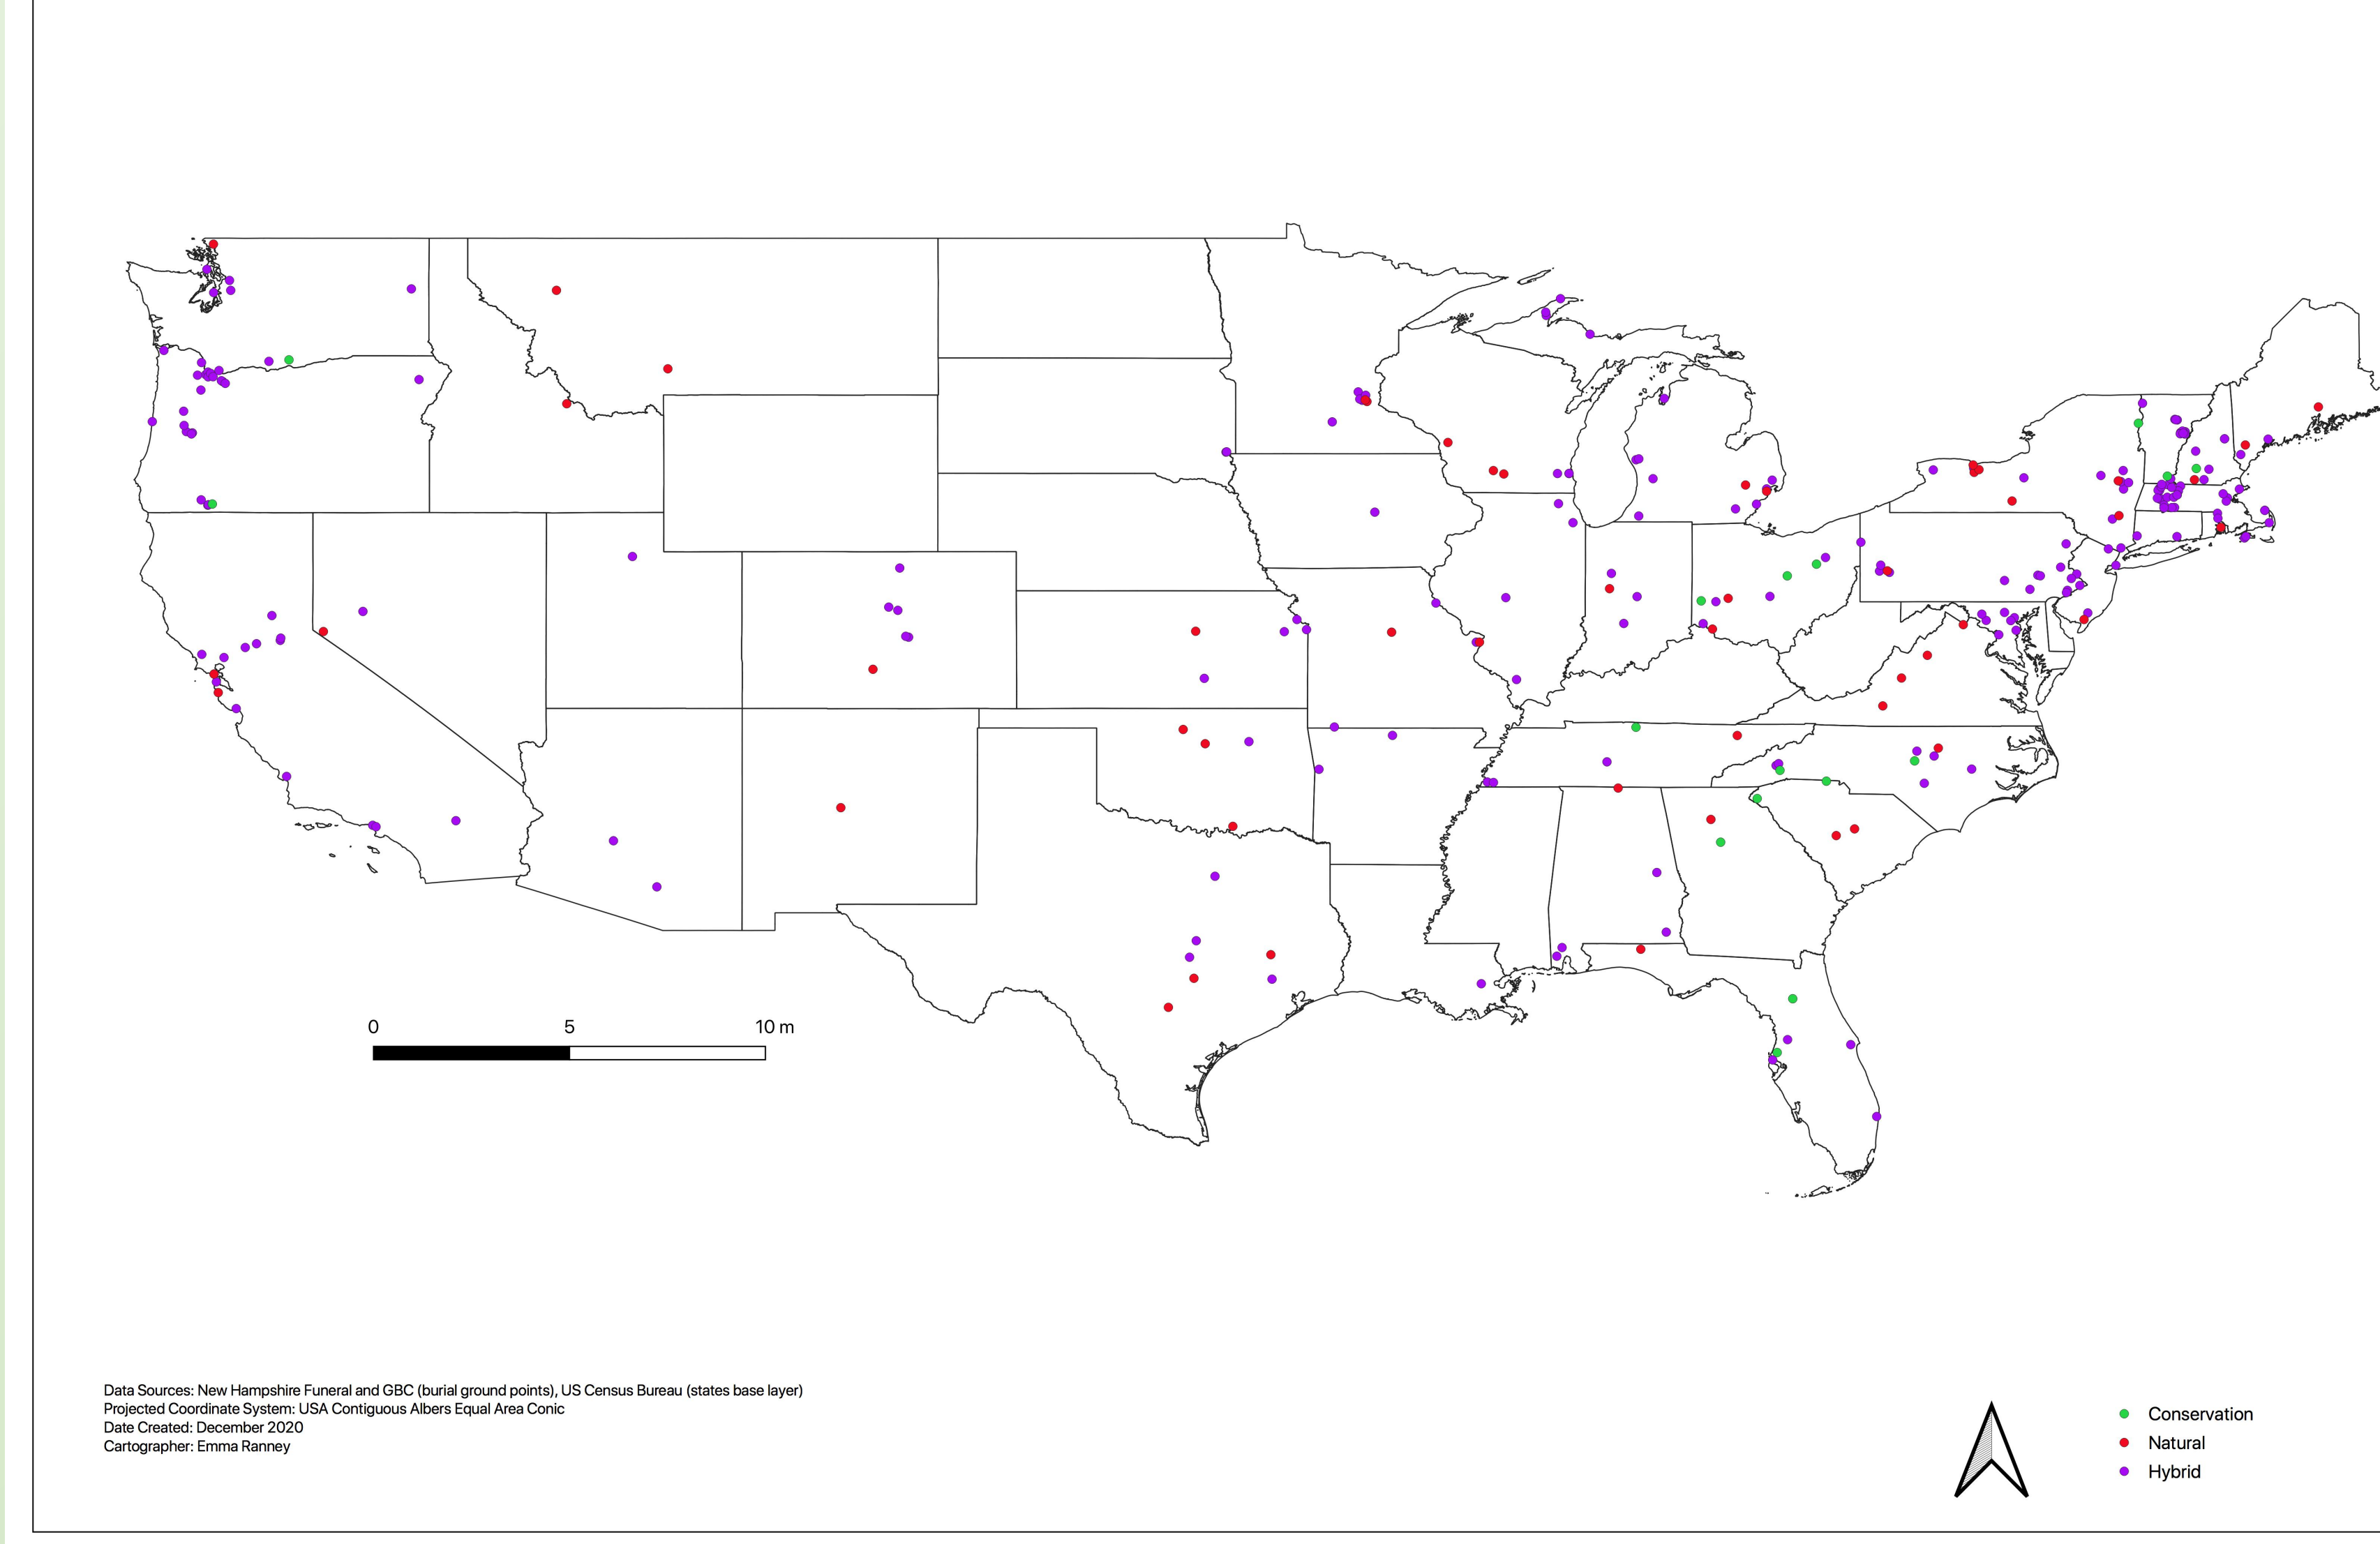 0 5 10 m
Data Sources: New Hampshire Funeral and GBC (burial ground points), US Census Bureau (states base layer)
Projected Coordinate System: USA Contiguous Albers Equal Area Conic
Date Created: December 2020
Cartographer: Emma Ranney
Conservation
Natural
Hybrid